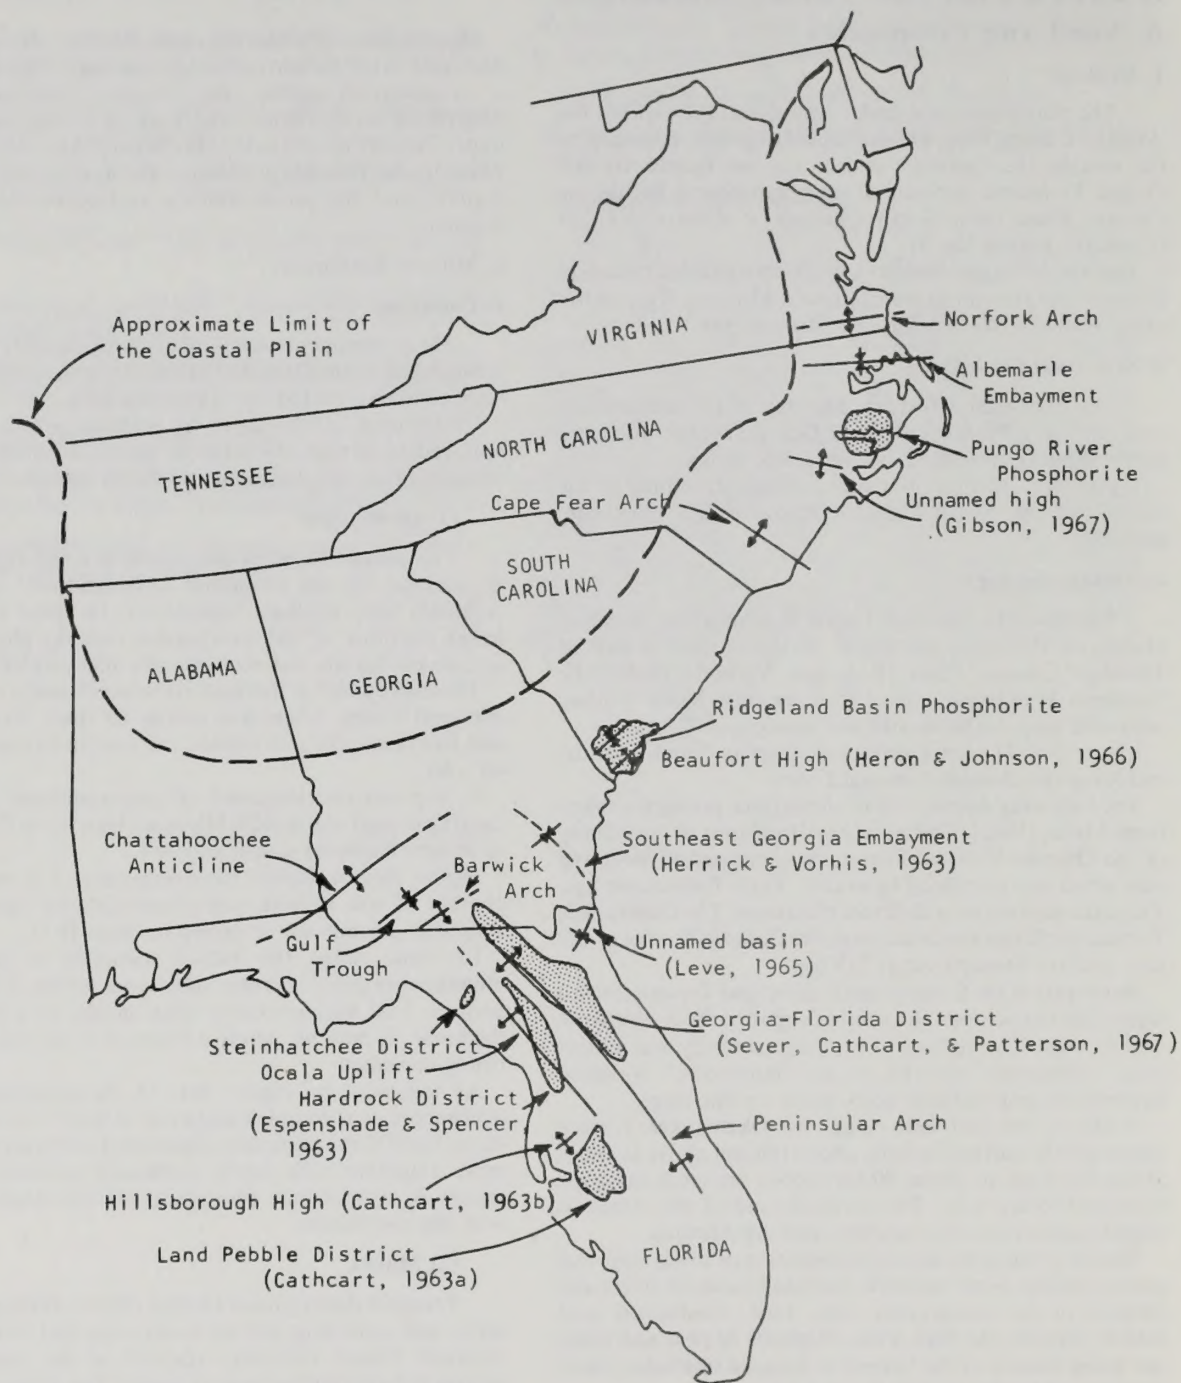 Approximate Limit of
the Coastal Plain
VIRGINIA
Norfork Arch
Albemarle
Embayment
NORTH CAROLINA
TENNESSEE
Pungo River
Phosphorite
Cape Fear Arch
Unnamed high
(Gibson, 1967)
SOUTH
CAROLINA
ALABAMA
GEORGIA
Ridgeland Basin Phosphorite
Beaufort High (Heron & Johnson, 1966)
Chattahoochee
Anticline
Barwick
Arch
Southeast Georgia Embayment
(Herrick & Vorhis, 1963)
Gulf
Trough
Unnamed basin
(Leve, 1965)
Georgia-Florida District
(Sever, Cathcart, & Patterson, 1967)
Steinhatchee District
Ocala Uplift
Hardrock District
(Espenshade & Spencer,
1963)
Peninsular Arch
Hillsborough High (Cathcart, 1963b)
Land Pebble District
(Cathcart, 1963a)
FLORIDA